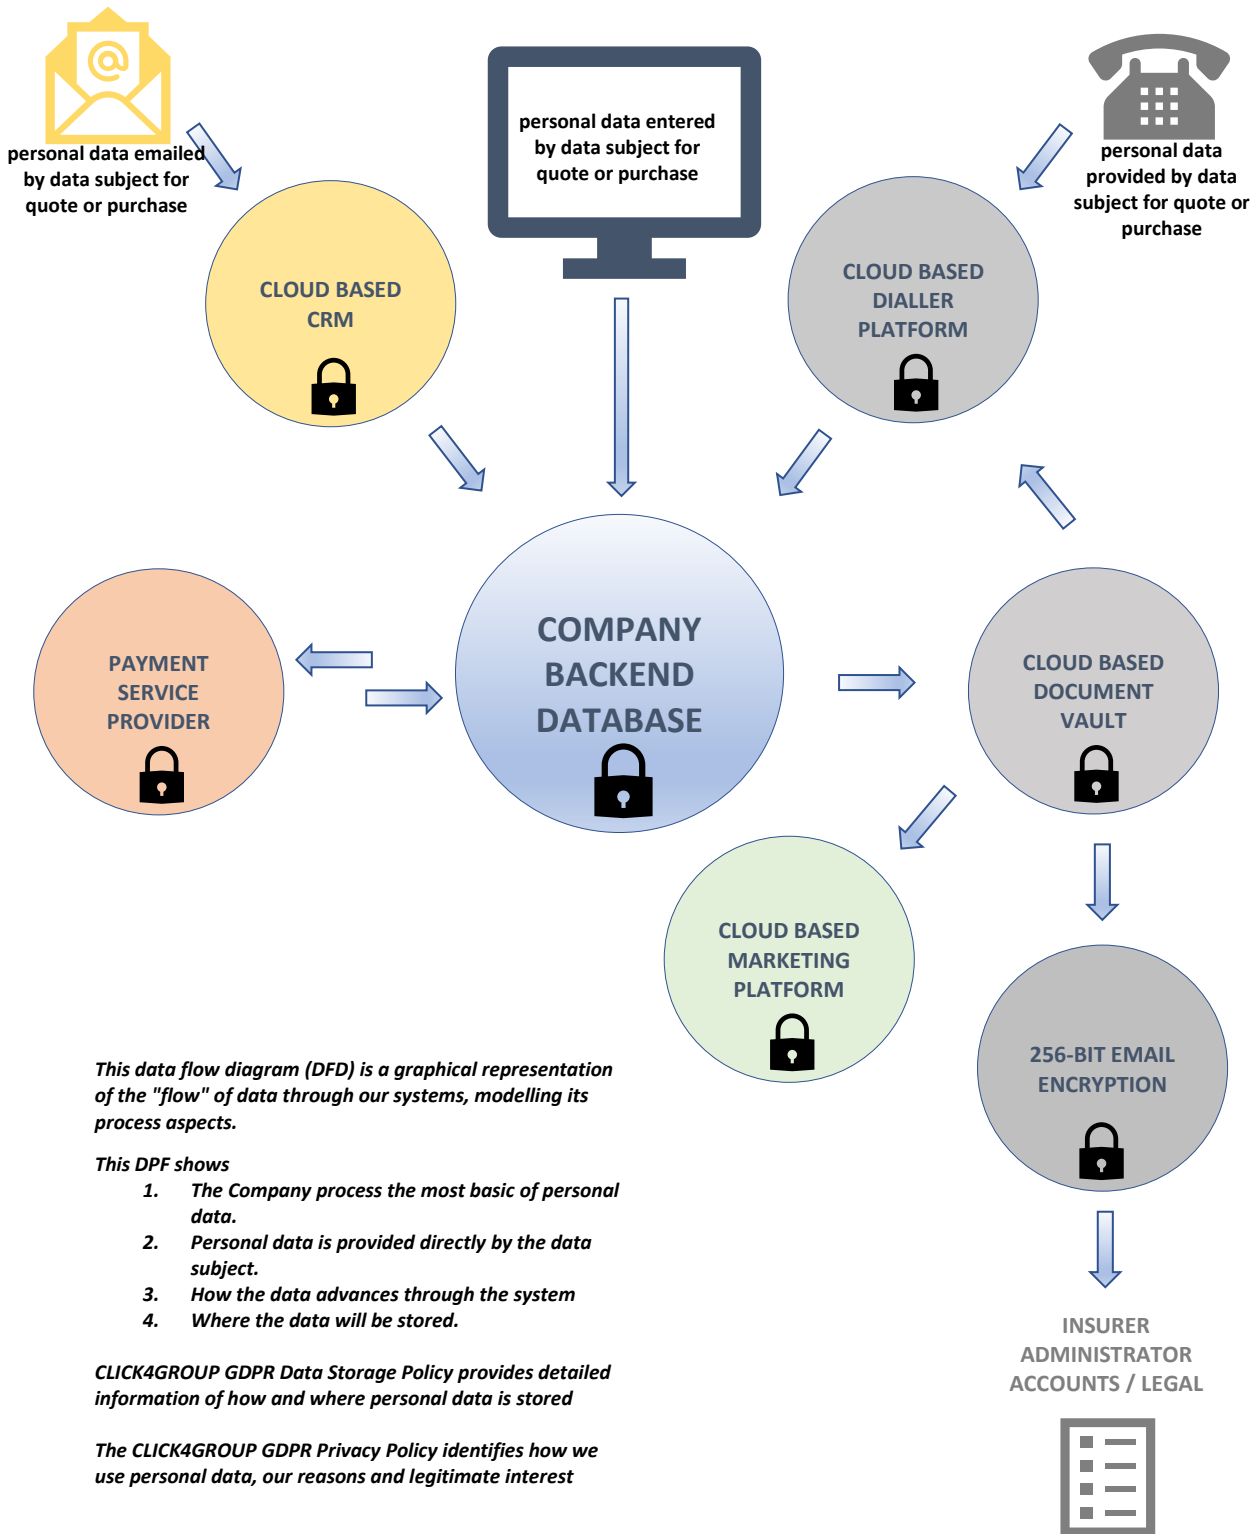 @
personal data emailed
by data subject for
quote or purchase
personal data entered
by data subject for
quote or purchase
personal data
provided by data
subject for quote or
purchase
CLOUD BASED
CRM
CLOUD BASED
DIALLER
PLATFORM
COMPANY
BACKEND
DATABASE
PAYMENT
SERVICE
PROVIDER
CLOUD BASED
DOCUMENT
VAULT
CLOUD BASED
MARKETING
PLATFORM
256-BIT EMAIL
ENCRYPTION
INSURER
ADMINISTRATOR
ACCOUNTS / LEGAL
This data flow diagram (DFD) is a graphical representation
of the "flow" of data through our systems, modelling its
process aspects.
This DPF shows
1. The Company process the most basic of personal
data.
2. Personal data is provided directly by the data
subject.
3. How the data advances through the system
4. Where the data will be stored.
CLICK4GROUP GDPR Data Storage Policy provides detailed
information of how and where personal data is stored
The CLICK4GROUP GDPR Privacy Policy identifies how we
use personal data, our reasons and legitimate interest